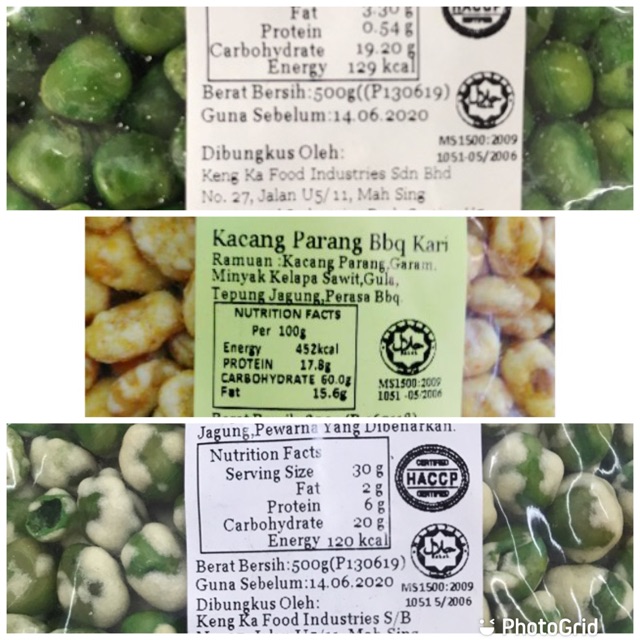 Fat 3.30 g
Protein 0.54 g
Carbohydrate 19.20 g
Energy 129 kcal
HACCP
CERTIFIED
Berat Bersih:500g((P130619)
Guna Sebelum:14.06.2020
حلال
MS1500:2009
1051-05/2006
Dibungkus Oleh:
Keng Ka Food Industries Sdn Bhd
No. 27, Jalan U5/11, Mah Sing
Kacang Parang Bbq Kari
Ramuan :Kacang Parang,Garam,
Minyak Kelapa Sawit,Gula,
Tepung Jagung,Perasa Bbq.
NUTRITION FACTS
Per 100g
Energy 452kcal
PROTEIN 17.8g
CARBOHYDRATE 60.0g
Fat 15.6g
حلال
MS1500:2009
1051 -05/2006
Jagung,Pewarna Yang Dibenarkan.
Nutrition Facts
Serving Size 30 g
Fat 2 g
Protein 6 g
Carbohydrate 20 g
Energy 120 kcal
CERTIFIED
HACCP
CERTIFIED
حلال
Berat Bersih:500g(P130619)
Guna Sebelum:14.06.2020
MS1500:2009
1051 5/2006
Dibungkus Oleh:
Keng Ka Food Industries S/B
PhotoGrid